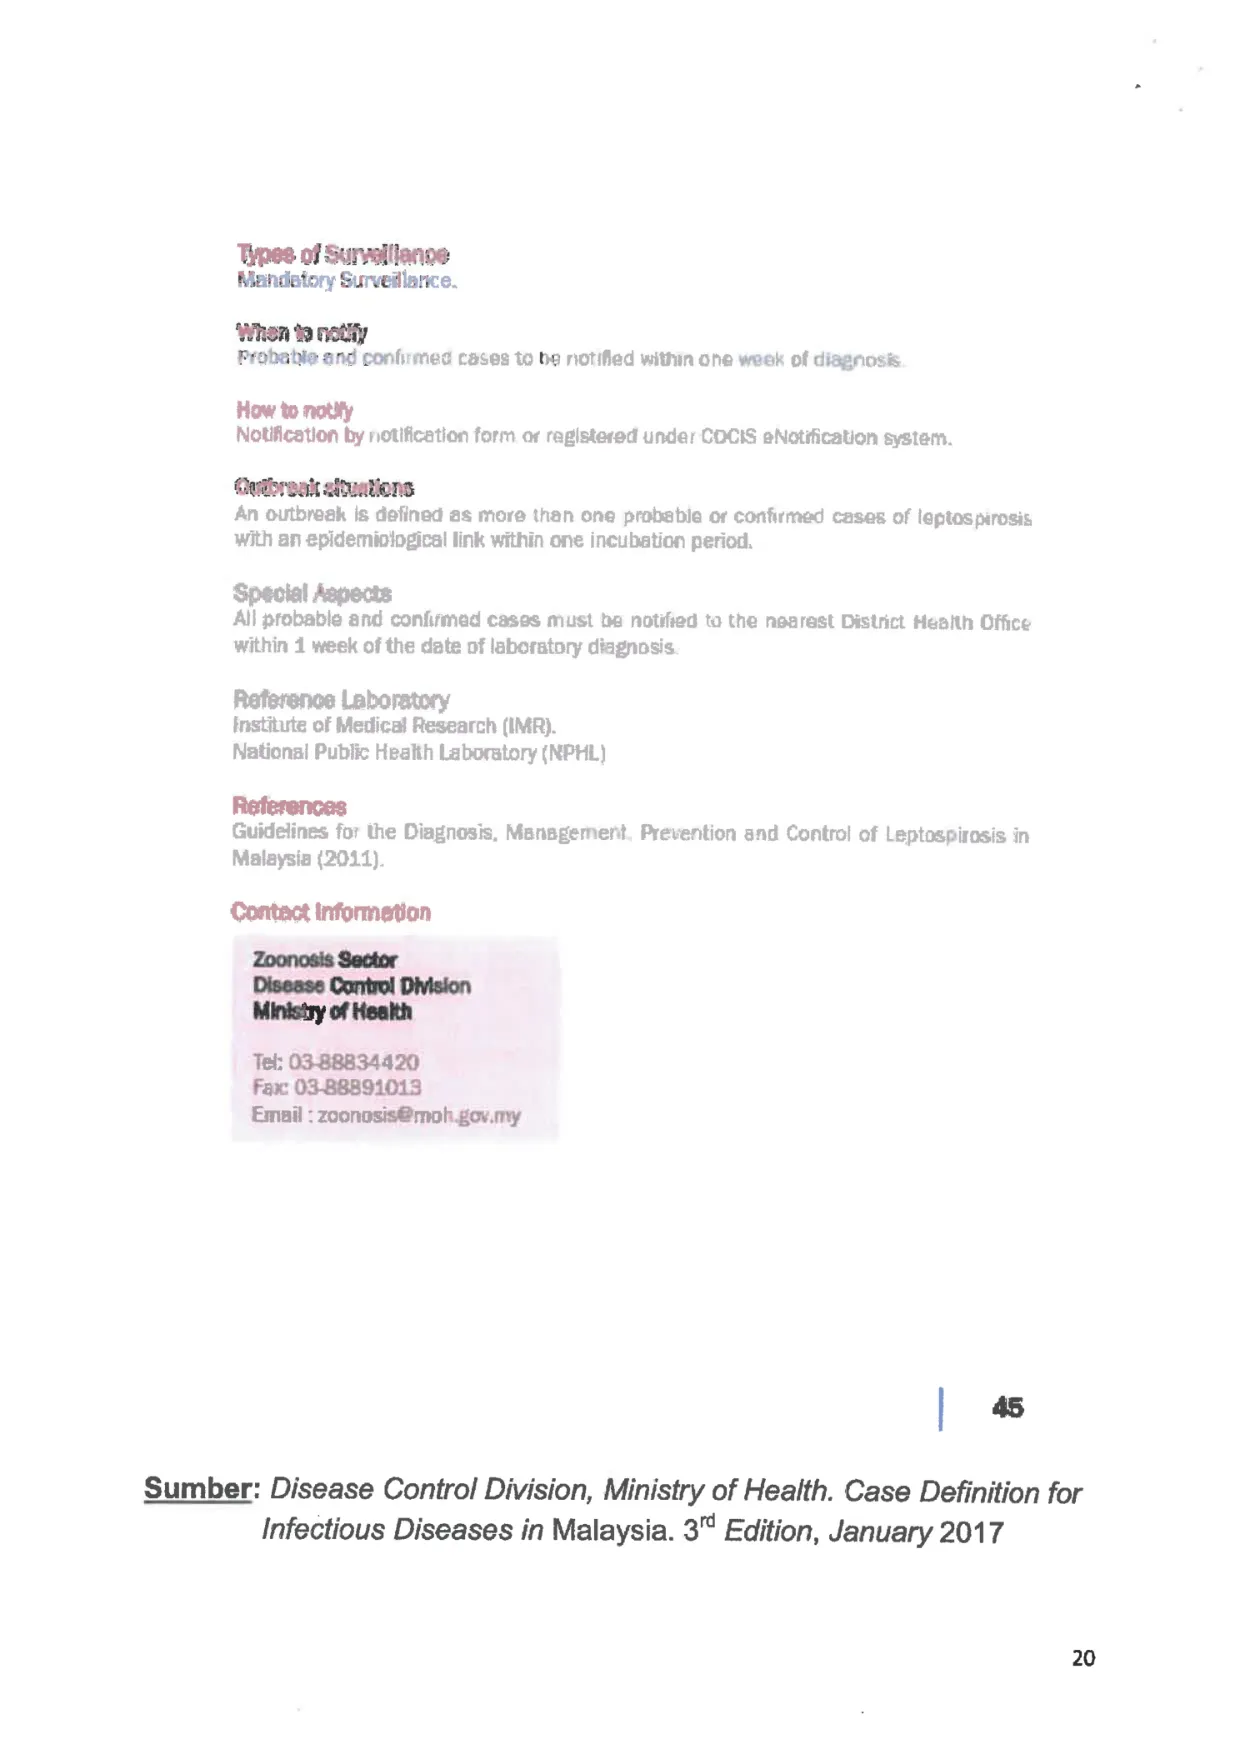 Types of Surveillance
Mandatory Surveillance.
When to notify
Probable and confirmed cases to be notified within one week of diagnosis.
How to notify
Notification by notification form or registered under CDCIS eNotification system.
Outbreak situations
An outbreak is defined as more than one probable or confirmed cases of leptospirosis
with an epidemiological link within one incubation period.
Special Aspects
All probable and confirmed cases must be notified to the nearest District Health Office
within 1 week of the date of laboratory diagnosis.
Reference Laboratory
Institute of Medical Research (IMR).
National Public Health Laboratory (NPHL)
References
Guidelines for the Diagnosis, Management, Prevention and Control of Leptospirosis in
Malaysia (2011).
Contact Information
Zoonosis Sector
Disease Control Division
Ministry of Health
Tel: 03-88834420
Fax: 03-88891013
Email : zoonosis@moh.gov.my
45
Sumber: Disease Control Division, Ministry of Health. Case Definition for
Infectious Diseases in Malaysia. 3rd Edition, January 2017
20